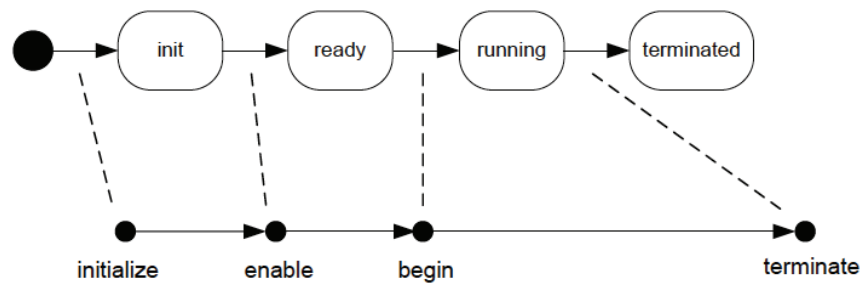 init ready running terminated
initialize enable begin terminate